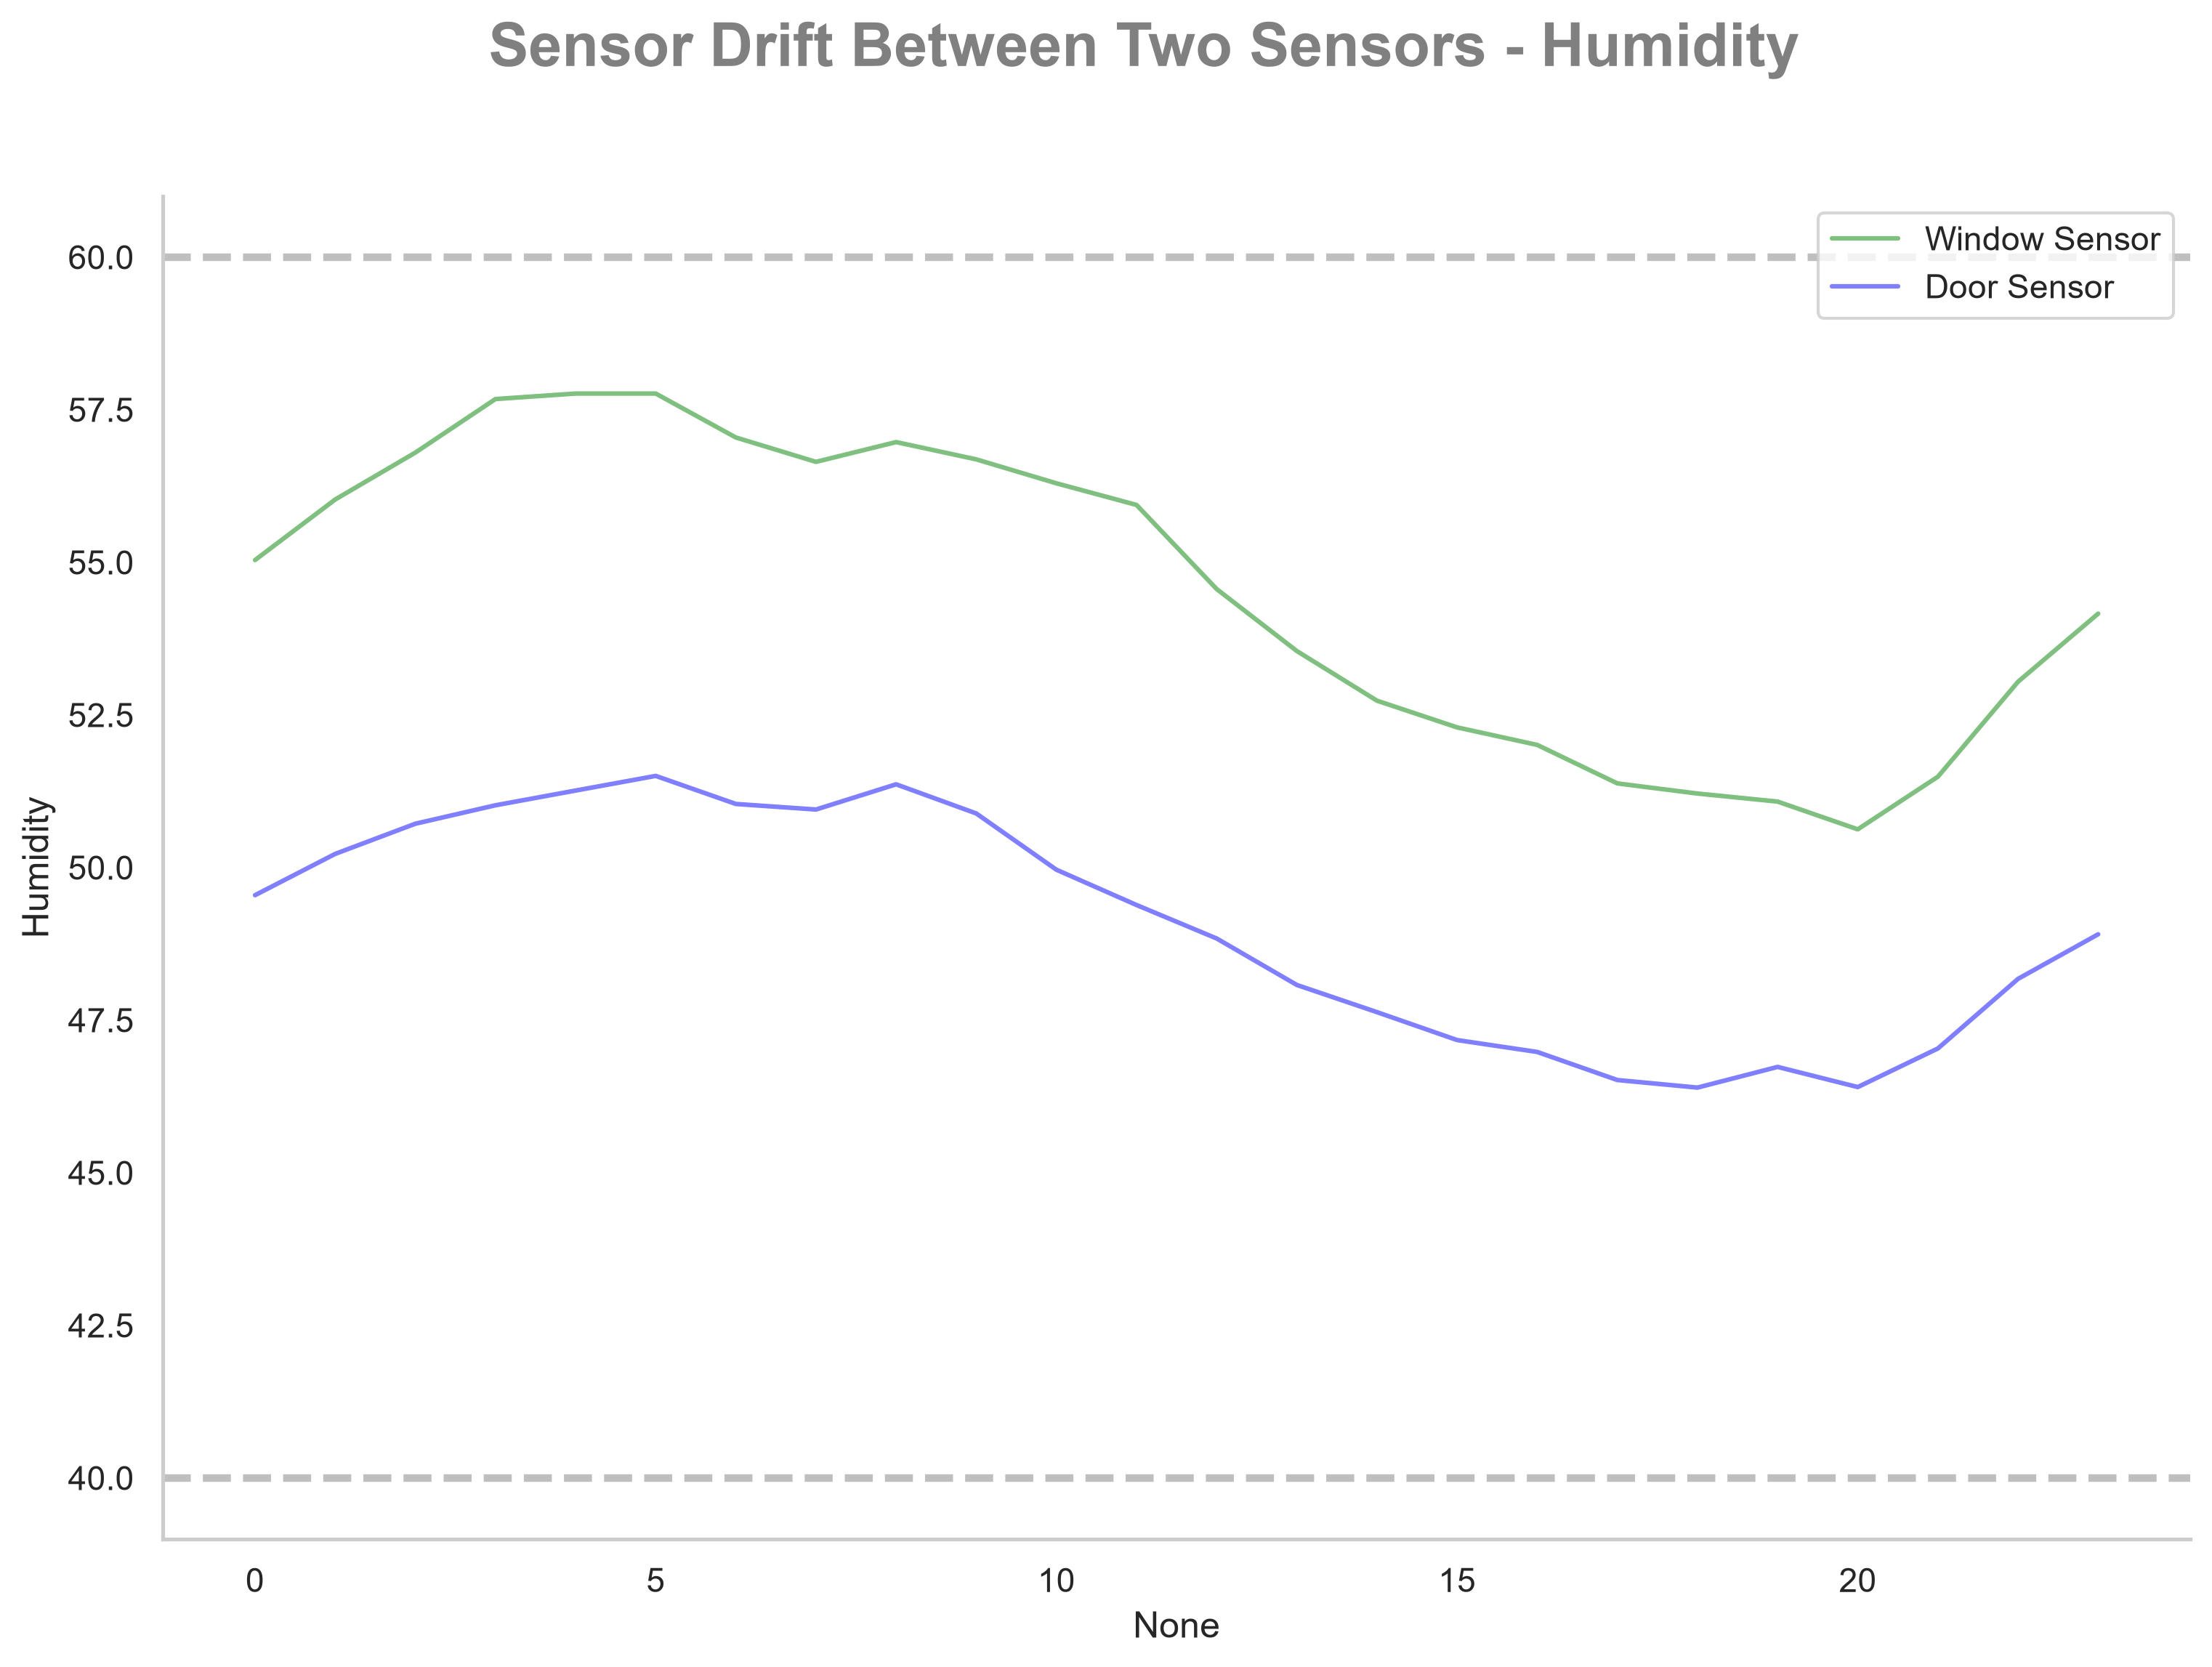 Sensor Drift Between Two Sensors - Humidity
Window Sensor
Door Sensor
60.0
57.5
55.0
52.5
50.0
47.5
45.0
42.5
40.0
Humidity
0 5 10 15 20
None